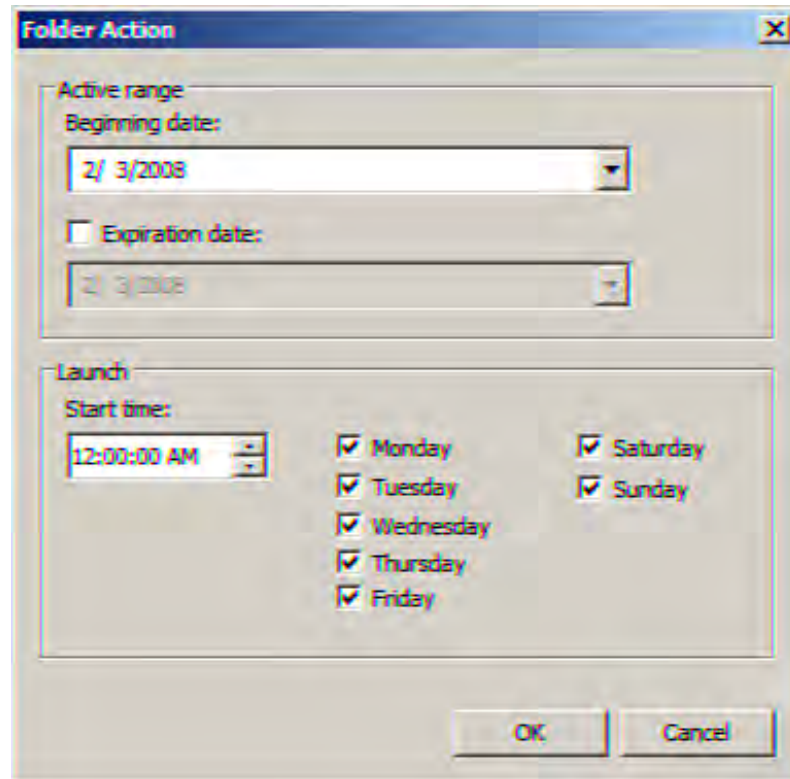 Folder Action
Active range
Beginning date:
2/ 3/2008
Expiration date:
2/ 3/2008
Launch
Start time:
12:00:00 AM
Monday
Saturday
Tuesday
Sunday
Wednesday
Thursday
Friday
OK
Cancel